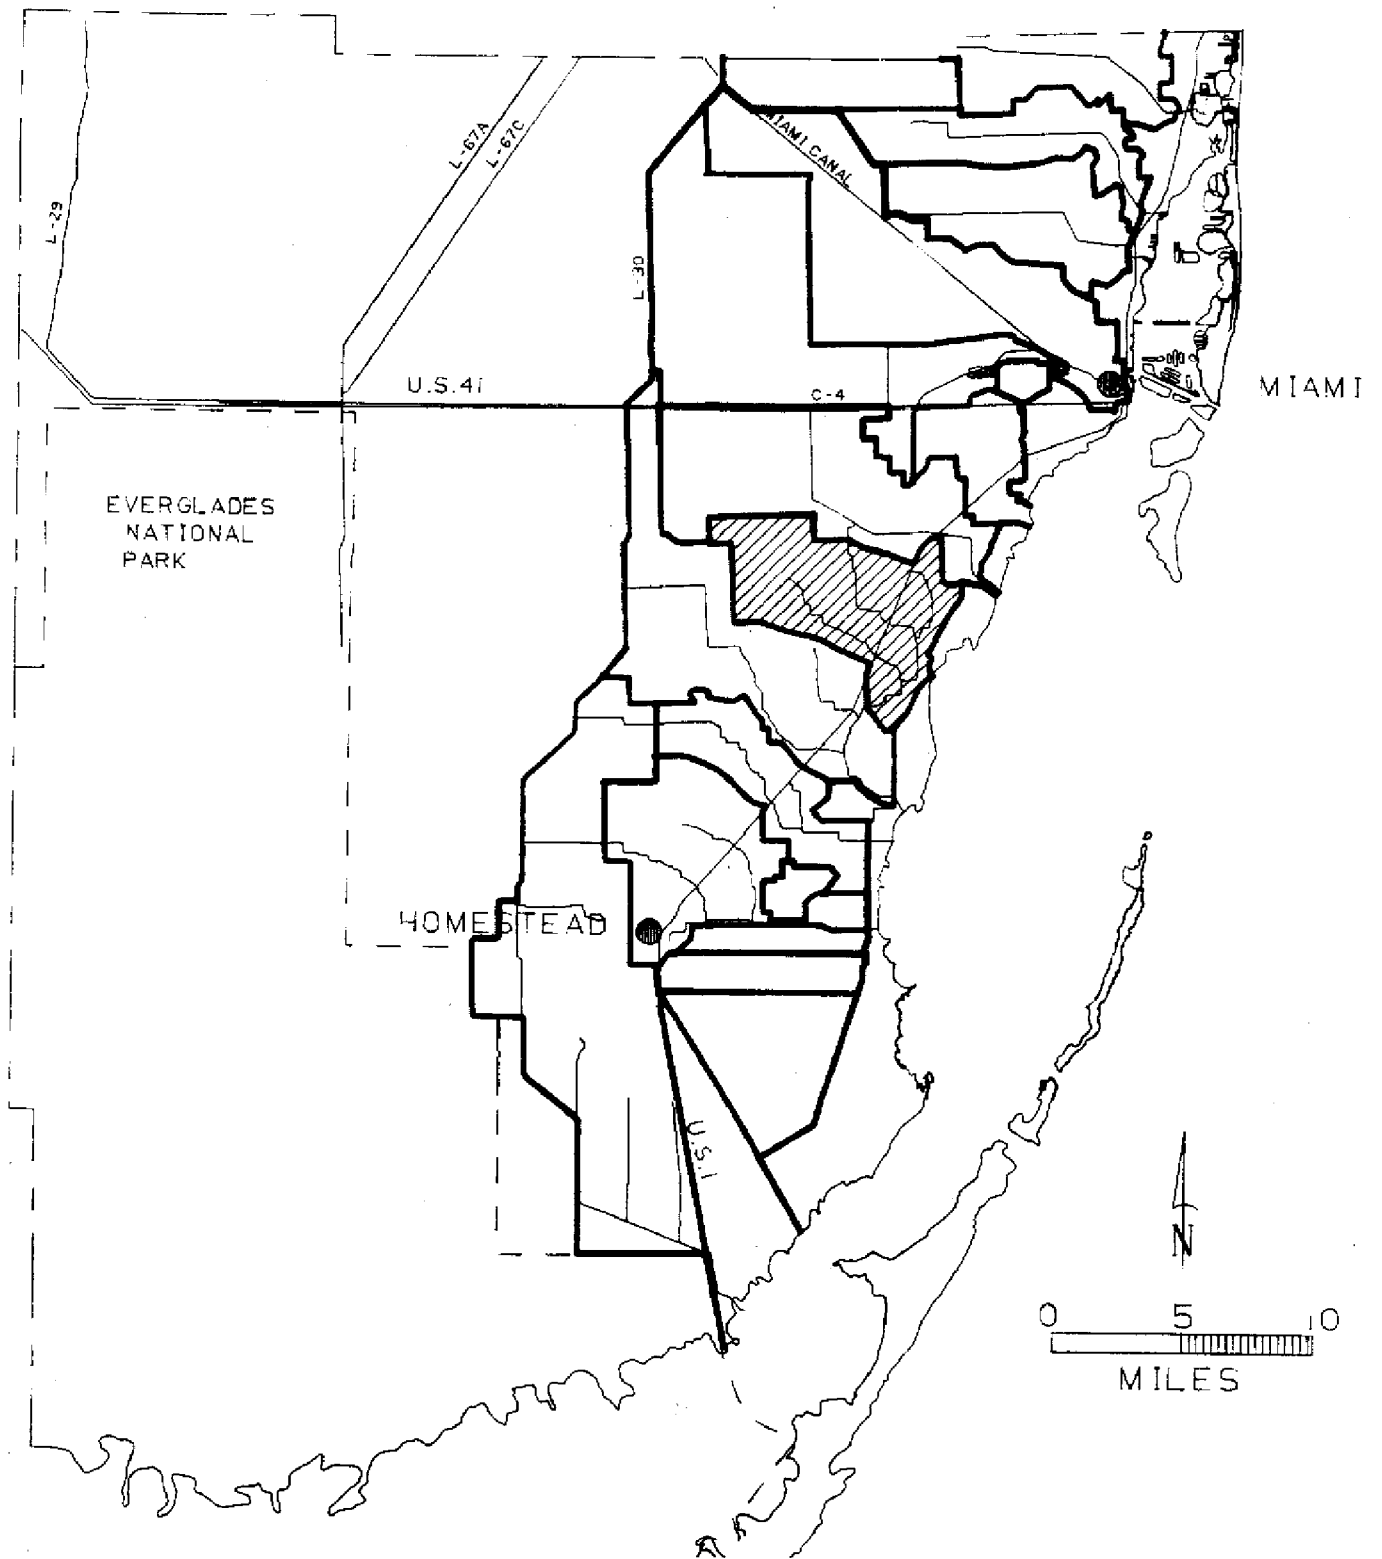 L-67A
L-67C
MIAMI CANAL
L-29
L-30
U.S.41
C-4
MIAMI
EVERGLADES
NATIONAL
PARK
HOMESTEAD
U.S.1
N
0 5 10
MILES